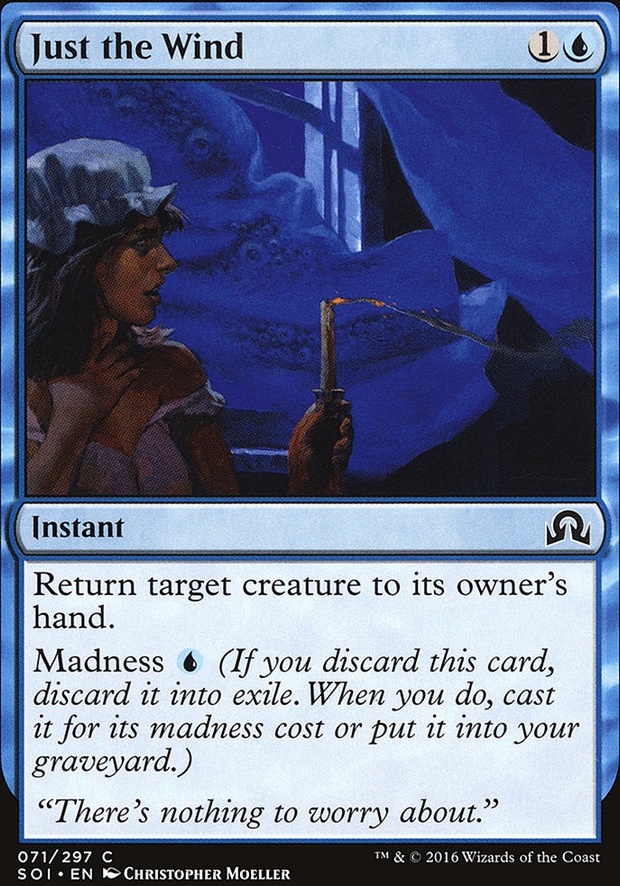 Just the Wind 1
Instant
Return target creature to its owner's
hand.
Madness (If you discard this card,
discard it into exile. When you do, cast
it for its madness cost or put it into your
graveyard.)
“There's nothing to worry about.”
071/297 C
SOI • EN Christopher Moeller
™ & © 2016 Wizards of the Coast